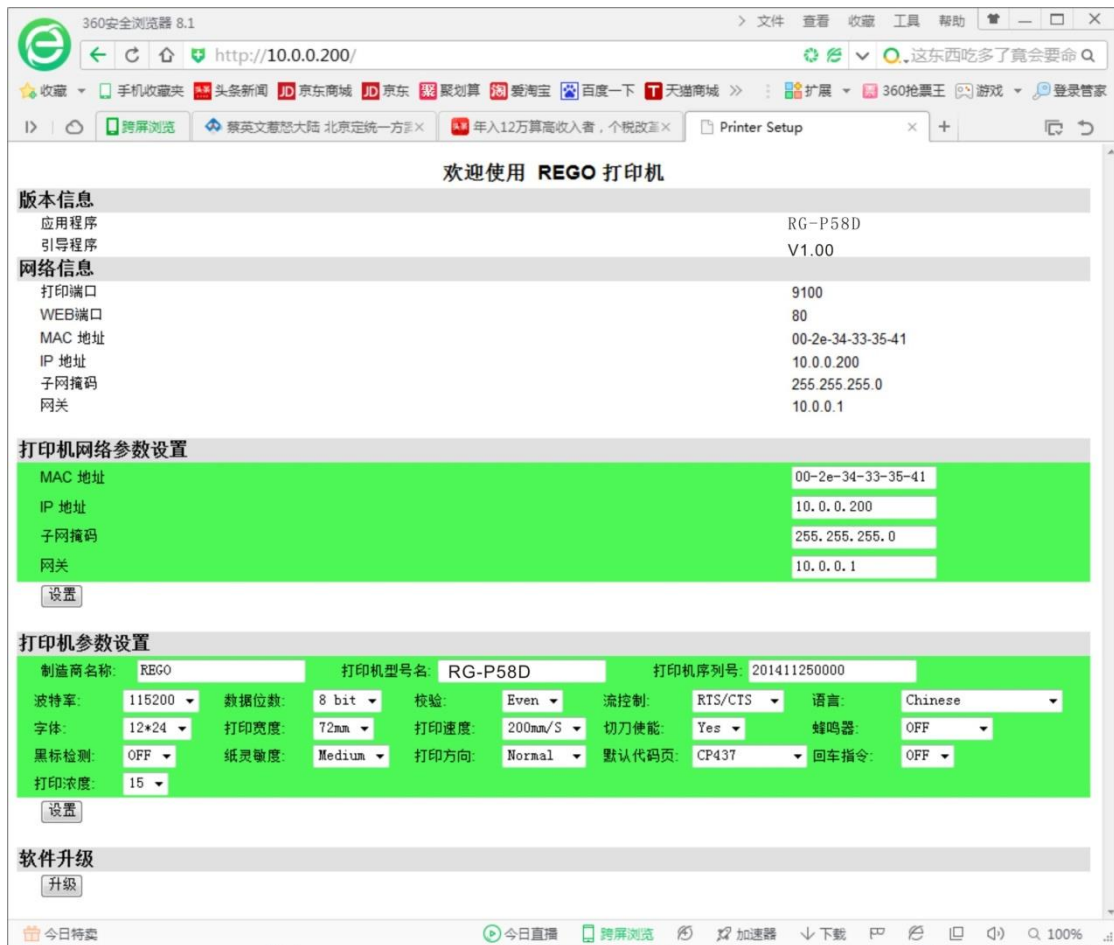 360安全浏览器 8.1 文件 查看 收藏 工具 帮助
http://10.0.0.200/ 这东西吃多了竟会要命
收藏 手机收藏夹 头条新闻 JD 京东商城 JD 京东 聚 聚划算 淘 爱淘宝 百度一下 T 天猫商城 扩展 360抢票王 游戏 登录管家
跨屏浏览 蔡英文惹怒大陆 北京定统一方 年入12万算高收入者，个税改革 Printer Setup
欢迎使用 REGO 打印机
版本信息
应用程序 RG-P58D
引导程序 V1.00
网络信息
打印端口 9100
WEB端口 80
MAC 地址 00-2e-34-33-35-41
IP 地址 10.0.0.200
子网掩码 255.255.255.0
网关 10.0.0.1
打印机网络参数设置
MAC 地址 00-2e-34-33-35-41
IP 地址 10.0.0.200
子网掩码 255.255.255.0
网关 10.0.0.1
设置
打印机参数设置
制造商名称: REGO 打印机型号名: RG-P58D 打印机序列号: 201411250000
波特率: 115200 数据位数: 8 bit 校验: Even 流控制: RTS/CTS 语言: Chinese
字体: 12*24 打印宽度: 72mm 打印速度: 200mm/S 切刀使能: Yes 蜂鸣器: OFF
黑标检测: OFF 纸灵敏度: Medium 打印方向: Normal 默认代码页: CP437 回车指令: OFF
打印浓度: 15
设置
软件升级
升级
今日特卖 今日直播 跨屏浏览 加速器 下载 100%